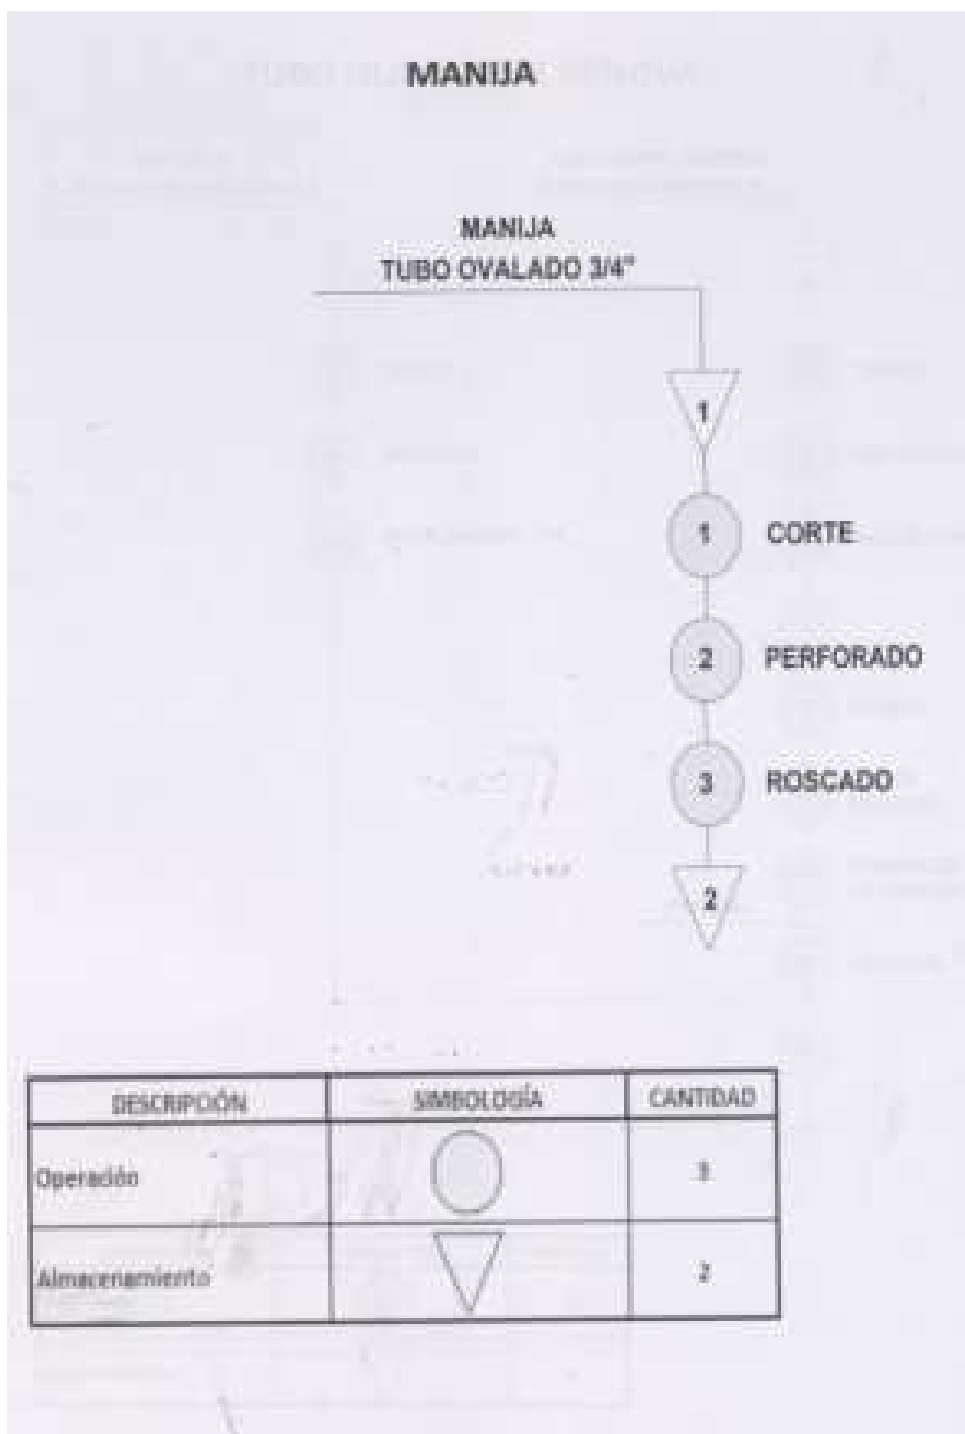 MANIJA
MANIJA
TUBO OVALADO 3/4"
1
1 CORTE
2 PERFORADO
3 ROSCADO
2
DESCRIPCIÓN SIMBOLOGÍA CANTIDAD
Operación 3
Almacenamiento 2